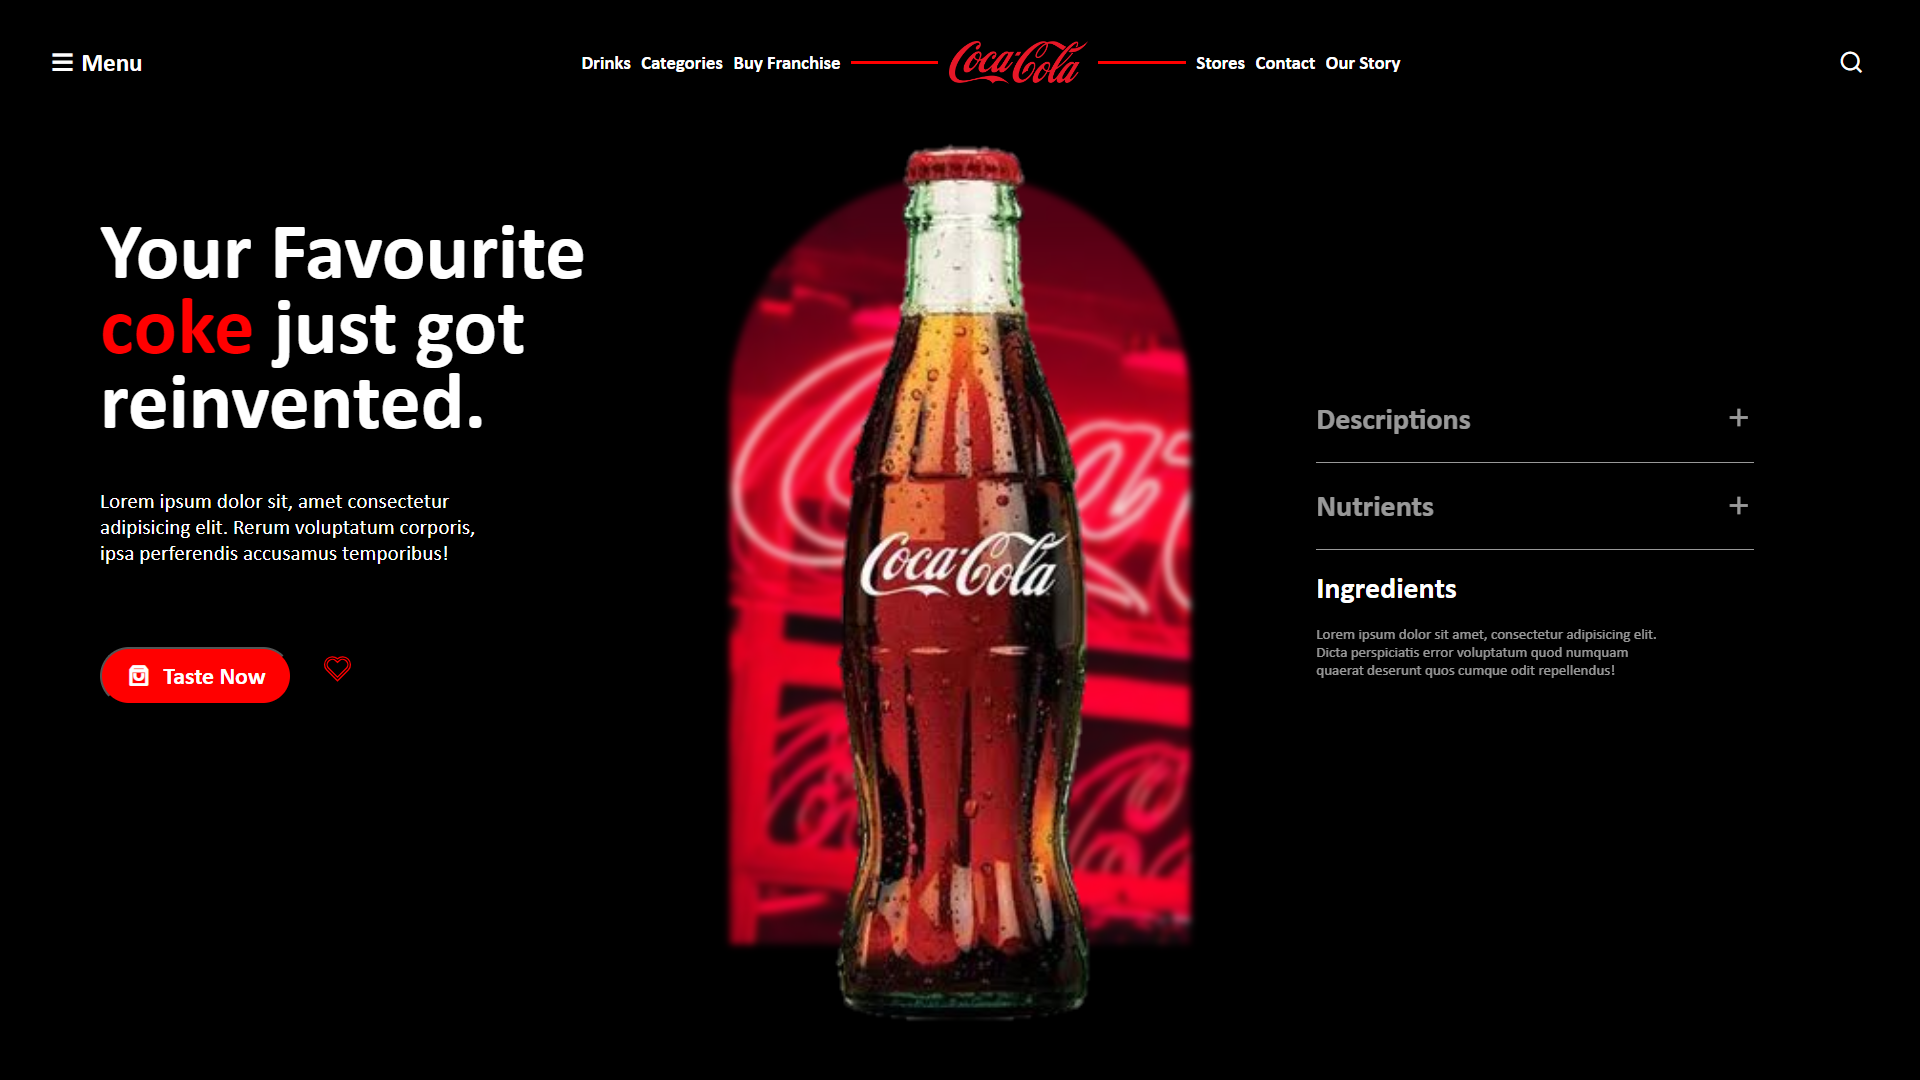 Menu
Drinks Categories Buy Franchise Coca-Cola Stores Contact Our Story
Your Favourite
coke just got
reinvented.
Lorem ipsum dolor sit, amet consectetur
adipisicing elit. Rerum voluptatum corporis,
ipsa perferendis accusamus temporibus!
Taste Now
Coca-Cola
Descriptions
Nutrients
Ingredients
Lorem ipsum dolor sit amet, consectetur adipisicing elit.
Dicta perspiciatis error voluptatum quod numquam
quaerat deserunt quos cumque odit repellendus!